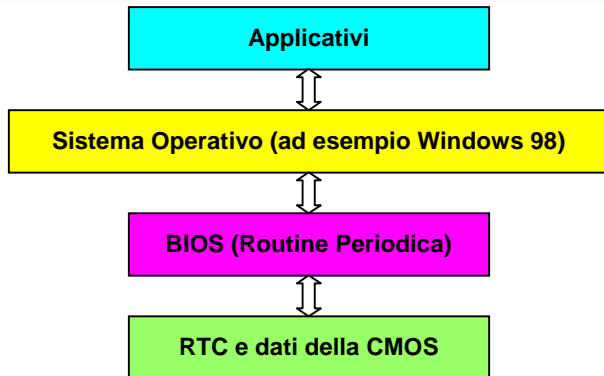 Applicativi
Sistema Operativo (ad esempio Windows 98)
BIOS (Routine Periodica)
RTC e dati della CMOS